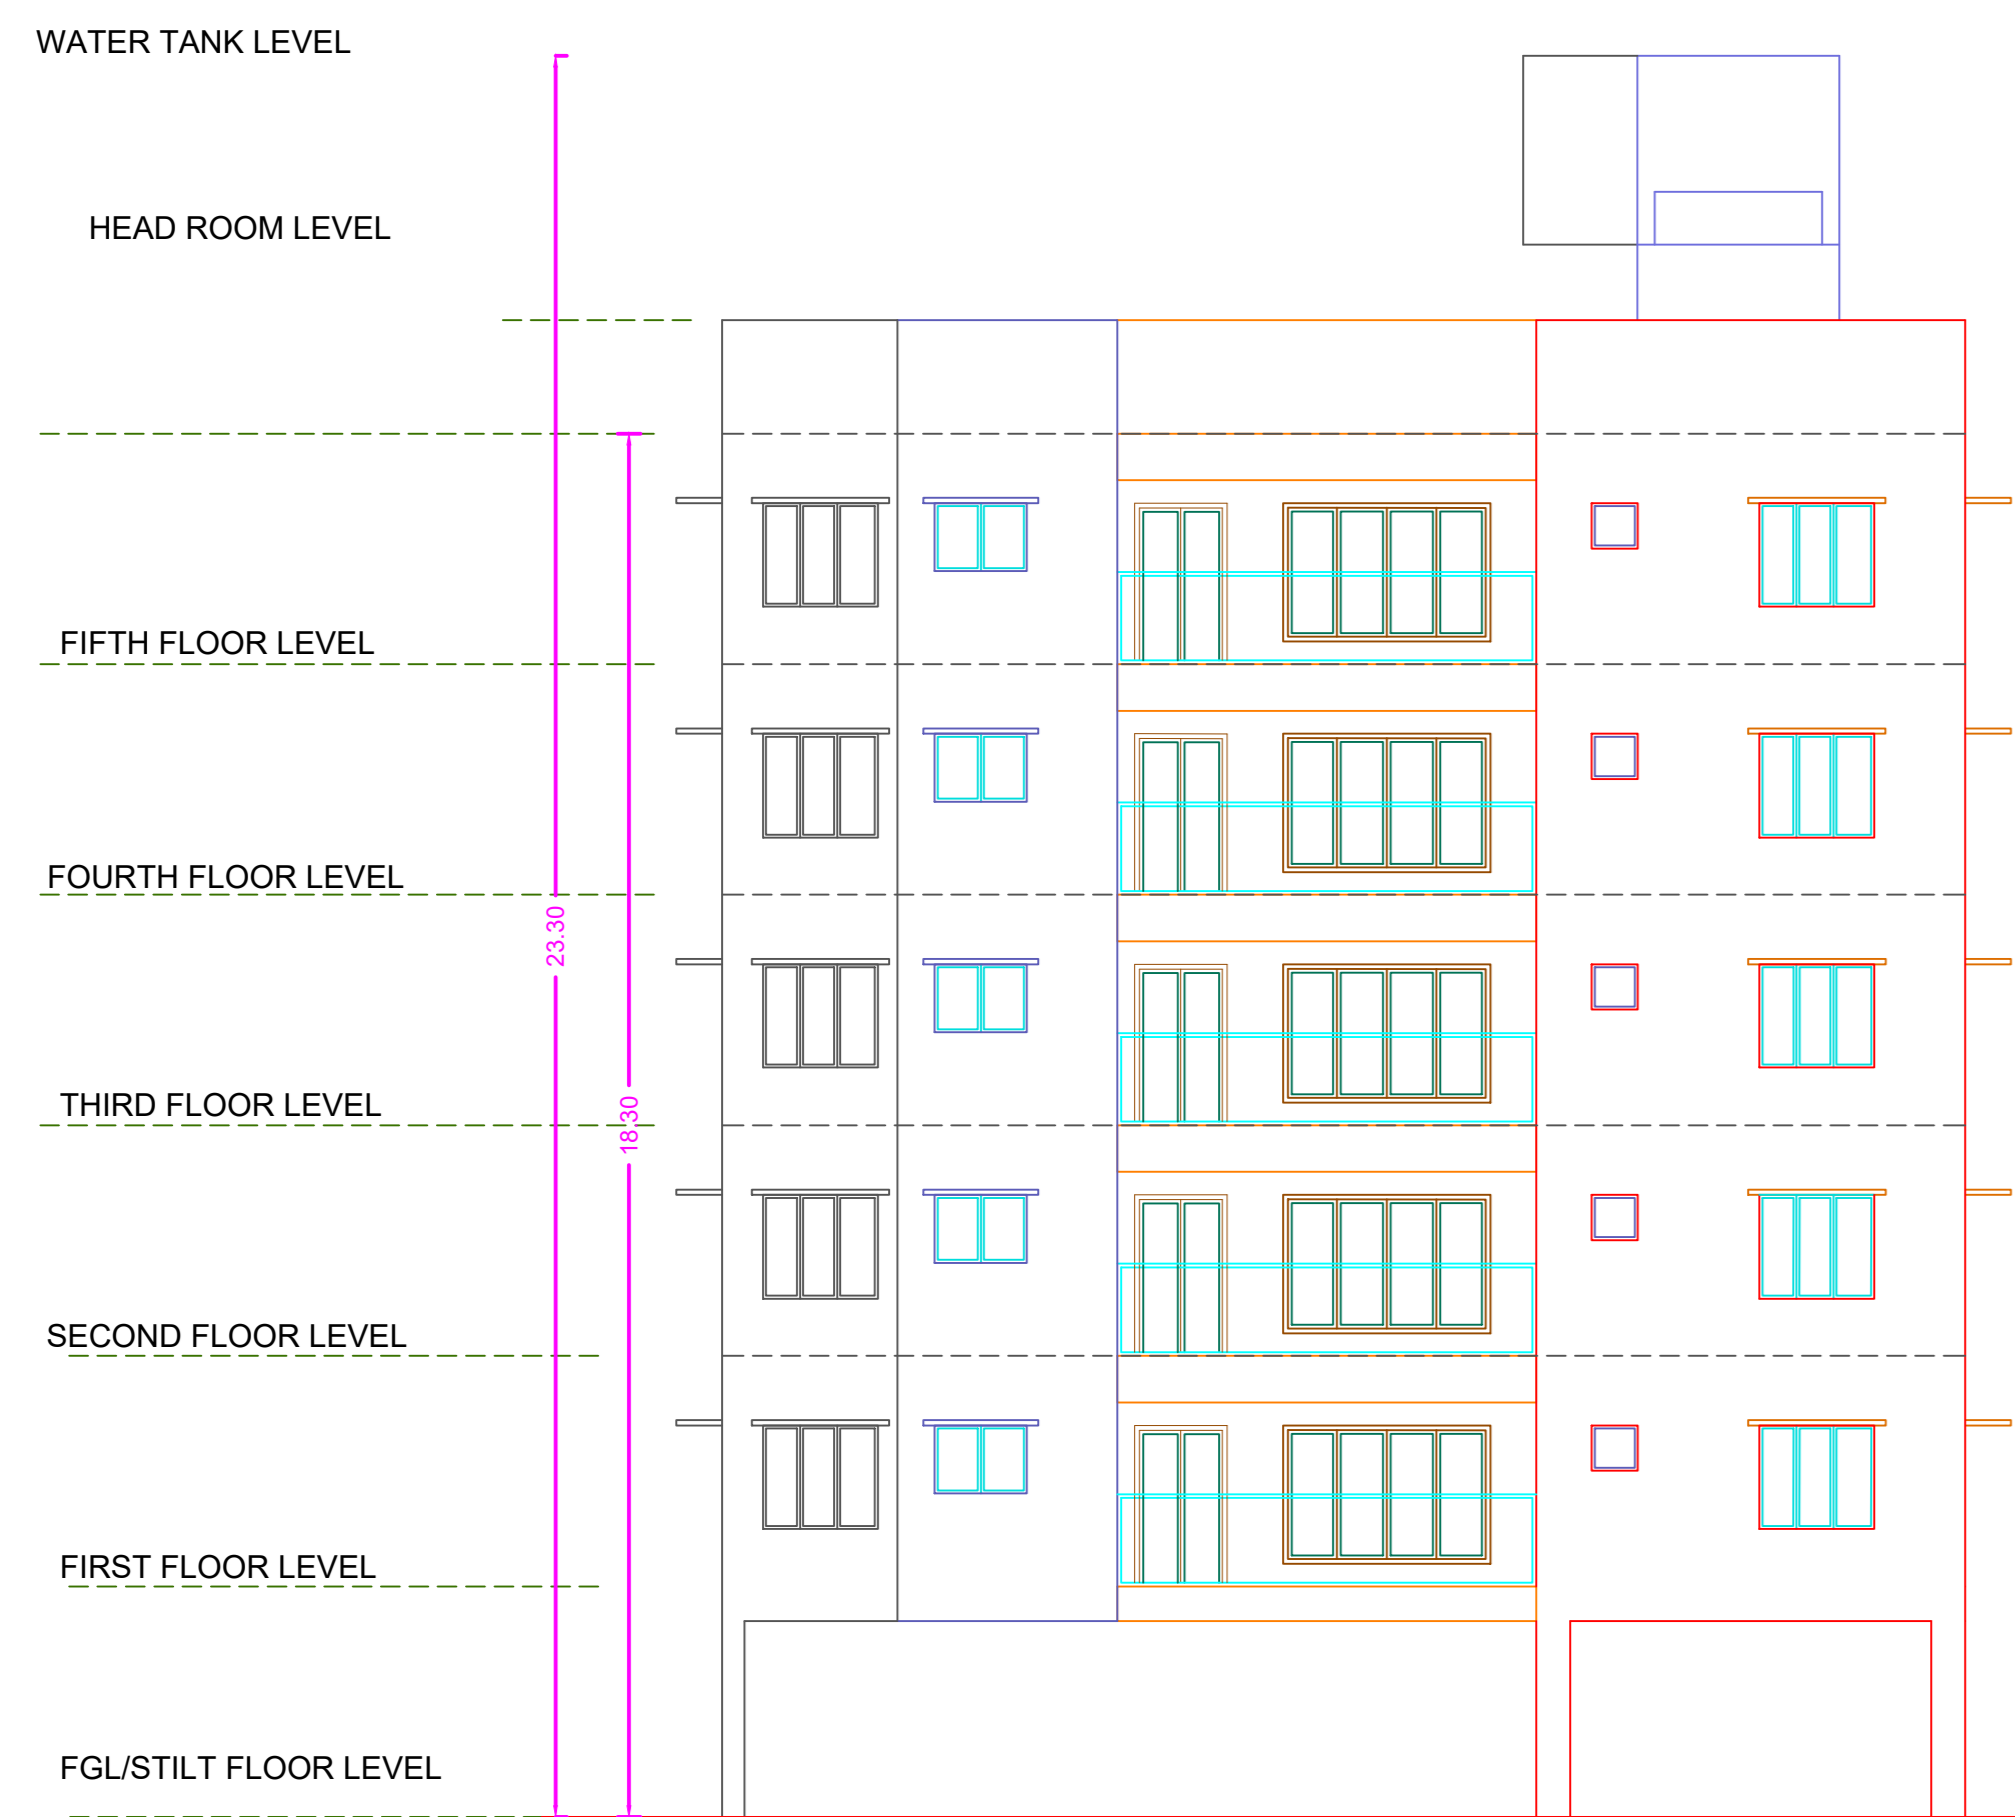 WATER TANK LEVEL
HEAD ROOM LEVEL
FIFTH FLOOR LEVEL
FOURTH FLOOR LEVEL
23.30
THIRD FLOOR LEVEL
18.30
SECOND FLOOR LEVEL
FIRST FLOOR LEVEL
FGL/STILT FLOOR LEVEL